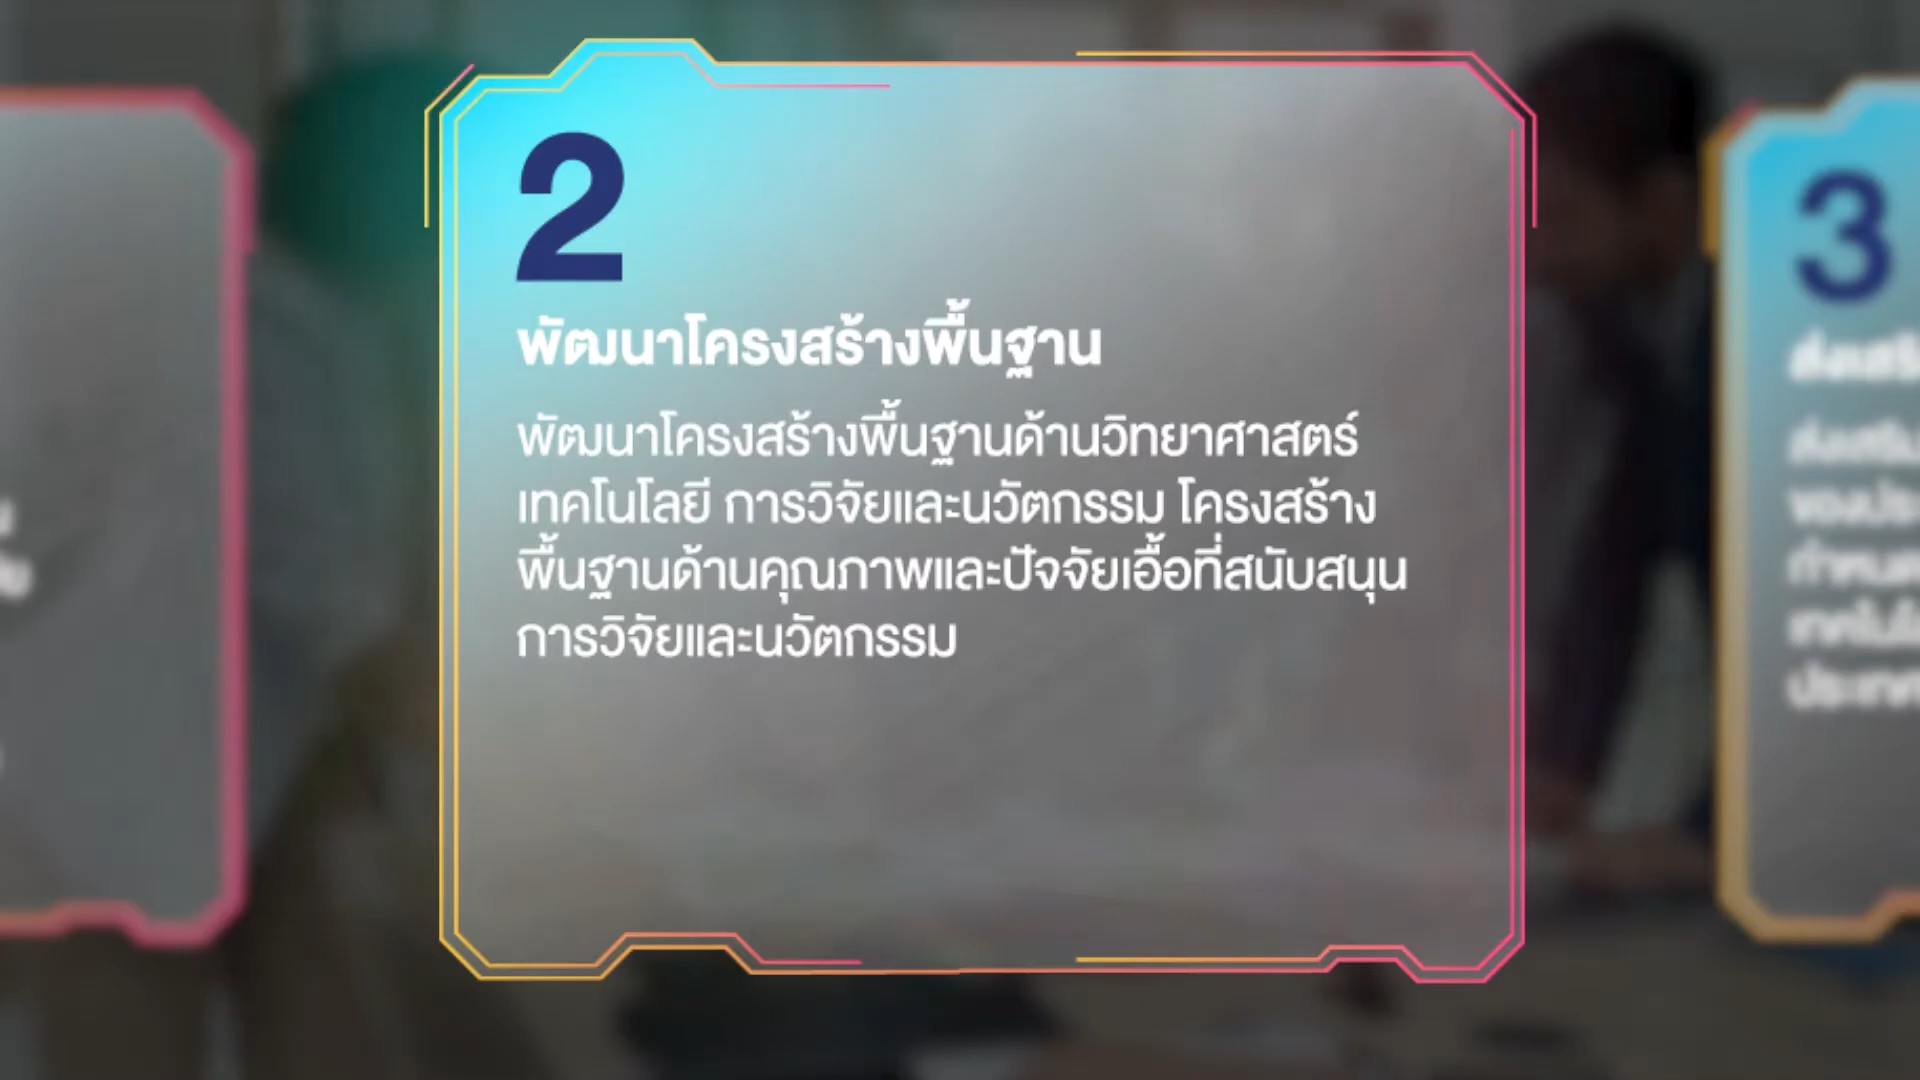 2
พัฒนาโครงสร้างพื้นฐาน
พัฒนาโครงสร้างพื้นฐานด้านวิทยาศาสตร์
เทคโนโลยี การวิจัยและนวัตกรรม โครงสร้าง
พื้นฐานด้านคุณภาพและปัจจัยเอื้อที่สนับสนุน
การวิจัยและนวัตกรรม
3